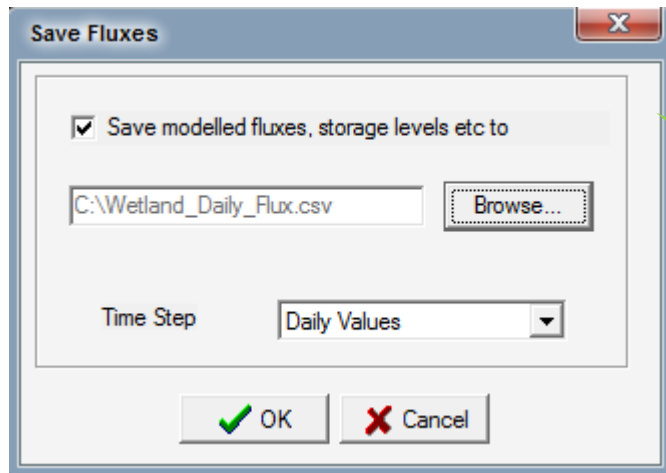 Save Fluxes
Save modelled fluxes, storage levels etc to
C:\Wetland_Daily_Flux.csv
Browse...
Time Step
Daily Values
OK
Cancel